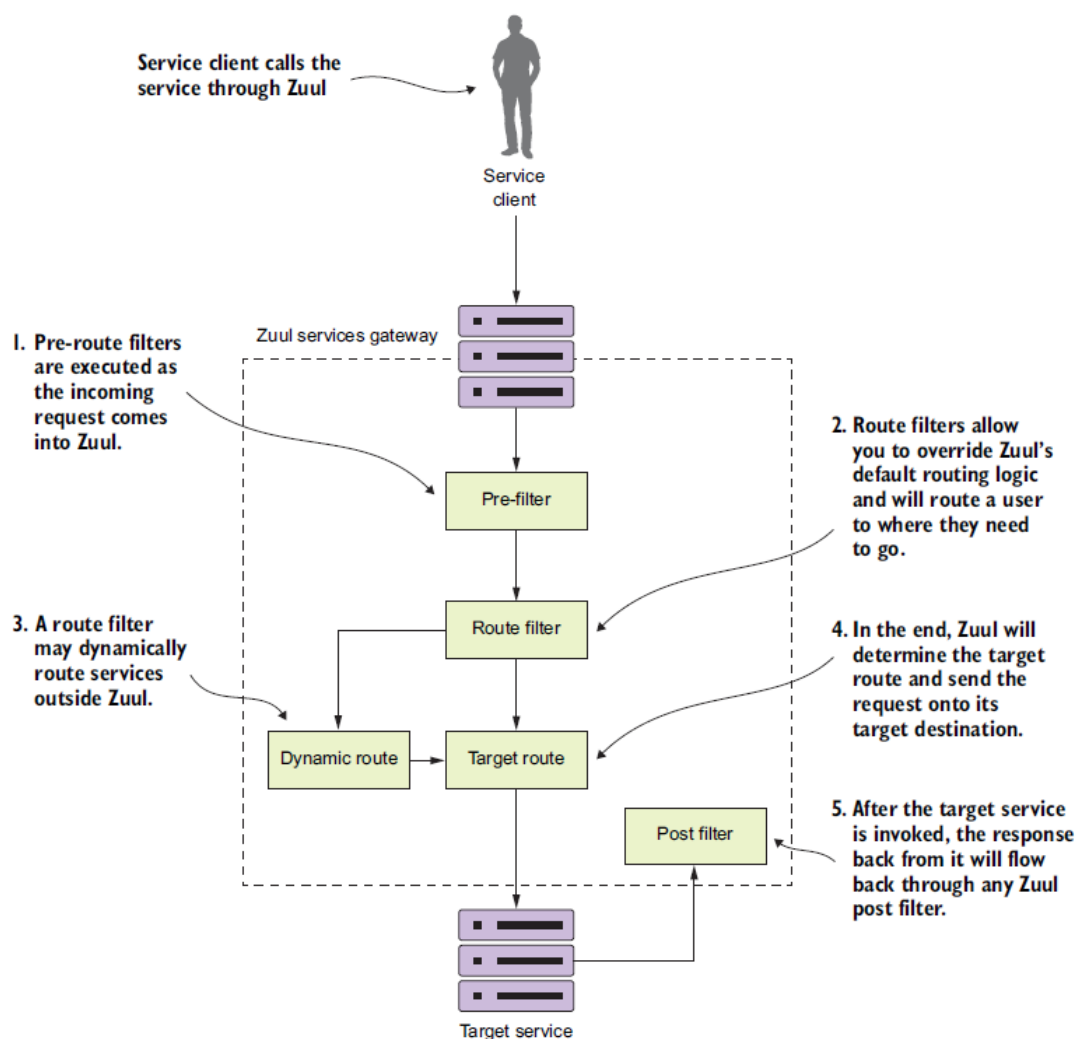 Service client calls the
service through Zuul
Service
client
Zuul services gateway
1. Pre-route filters
are executed as
the incoming
request comes
into Zuul.
Pre-filter
2. Route filters allow
you to override Zuul's
default routing logic
and will route a user
to where they need
to go.
Route filter
3. A route filter
may dynamically
route services
outside Zuul.
4. In the end, Zuul will
determine the target
route and send the
request onto its
target destination.
Dynamic route
Target route
Post filter
5. After the target service
is invoked, the response
back from it will flow
back through any Zuul
post filter.
Target service